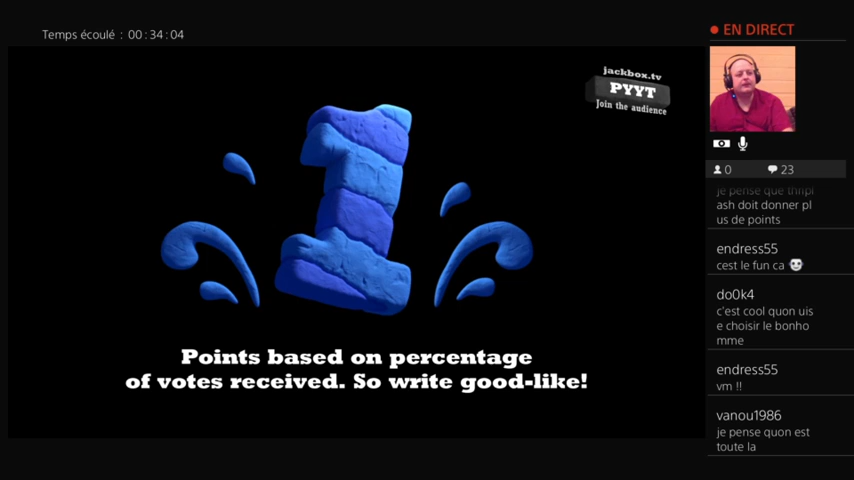 Temps écoulé : 00:34:04
EN DIRECT
jackbox.tv
PYYT
Join the audience
1
Points based on percentage
of votes received. So write good-like!
0
23
je pense que thripl
ash doit donner pl
us de points
endress55
cest le fun ca
do0k4
c'est cool quon uis
e choisir le bonho
mme
endress55
vm !!
vanou1986
je pense quon est
toute la